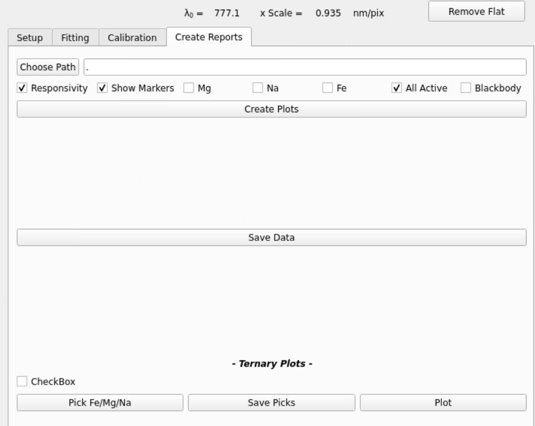 λ0 = 777.1 x Scale = 0.935 nm/pix Remove Flat
Setup Fitting Calibration Create Reports
Choose Path .
Responsivity Show Markers Mg Na Fe All Active Blackbody
Create Plots
Save Data
- Ternary Plots -
CheckBox
Pick Fe/Mg/Na Save Picks Plot